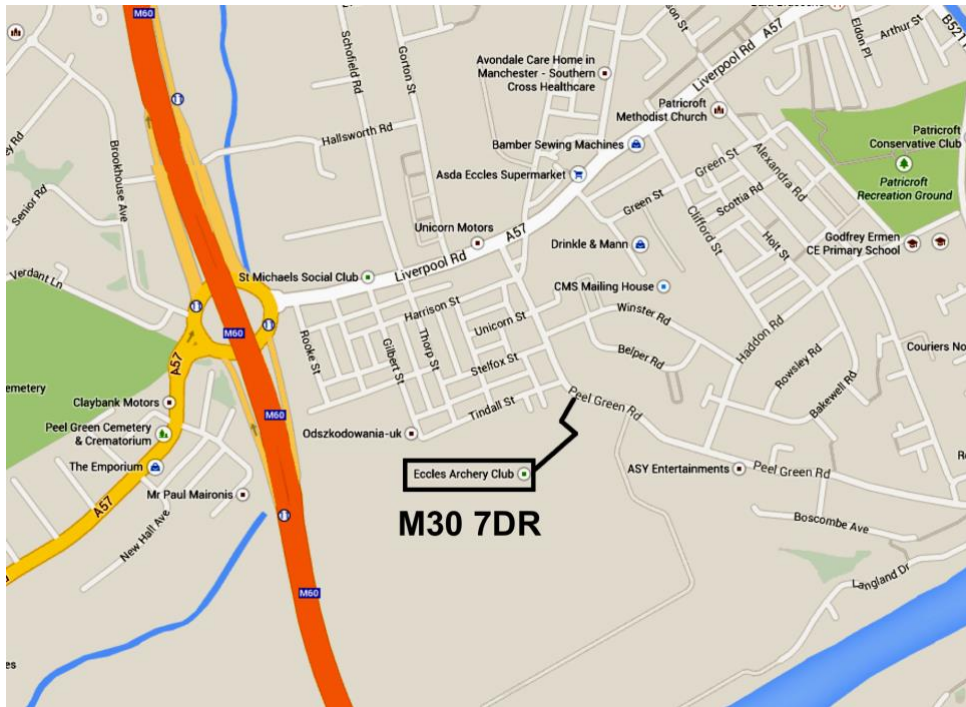 M60
Schofield Rd
Gorton St
Liverpool Rd
A57
Eldon Pl
Arthur St
Avondale Care Home in
Manchester - Southern
Cross Healthcare
Patricroft
Methodist Church
Patricroft
Conservative Club
Patricroft
Recreation Ground
Hallsworth Rd
Brookhouse Ave
Bamber Sewing Machines
Green St
Alexandra Rd
Asda Eccles Supermarket
Green St
Scottia Rd
Senior Rd
Clifford St
Holt St
Unicorn Motors
A57
Drinkle & Mann
Godfrey Ermen
CE Primary School
Liverpool Rd
St Michaels Social Club
Verdant Ln
CMS Mailing House
Harrison St
Unicorn St
Winster Rd
M60
Rooke St
Gilbert St
Thorp St
Haddon Rd
Couriers No
A57
Stelfox St
Belper Rd
Rowsley Rd
Bakewell Rd
emetery
Claybank Motors
M60
Tindall St
Peel Green Rd
Peel Green Cemetery
& Crematorium
Odszkodowania-uk
The Emporium
Eccles Archery Club
ASY Entertainments
Peel Green Rd
Mr Paul Maironis
A57
New Hall Ave
M30 7DR
Boscombe Ave
Langland Dr
M60
es